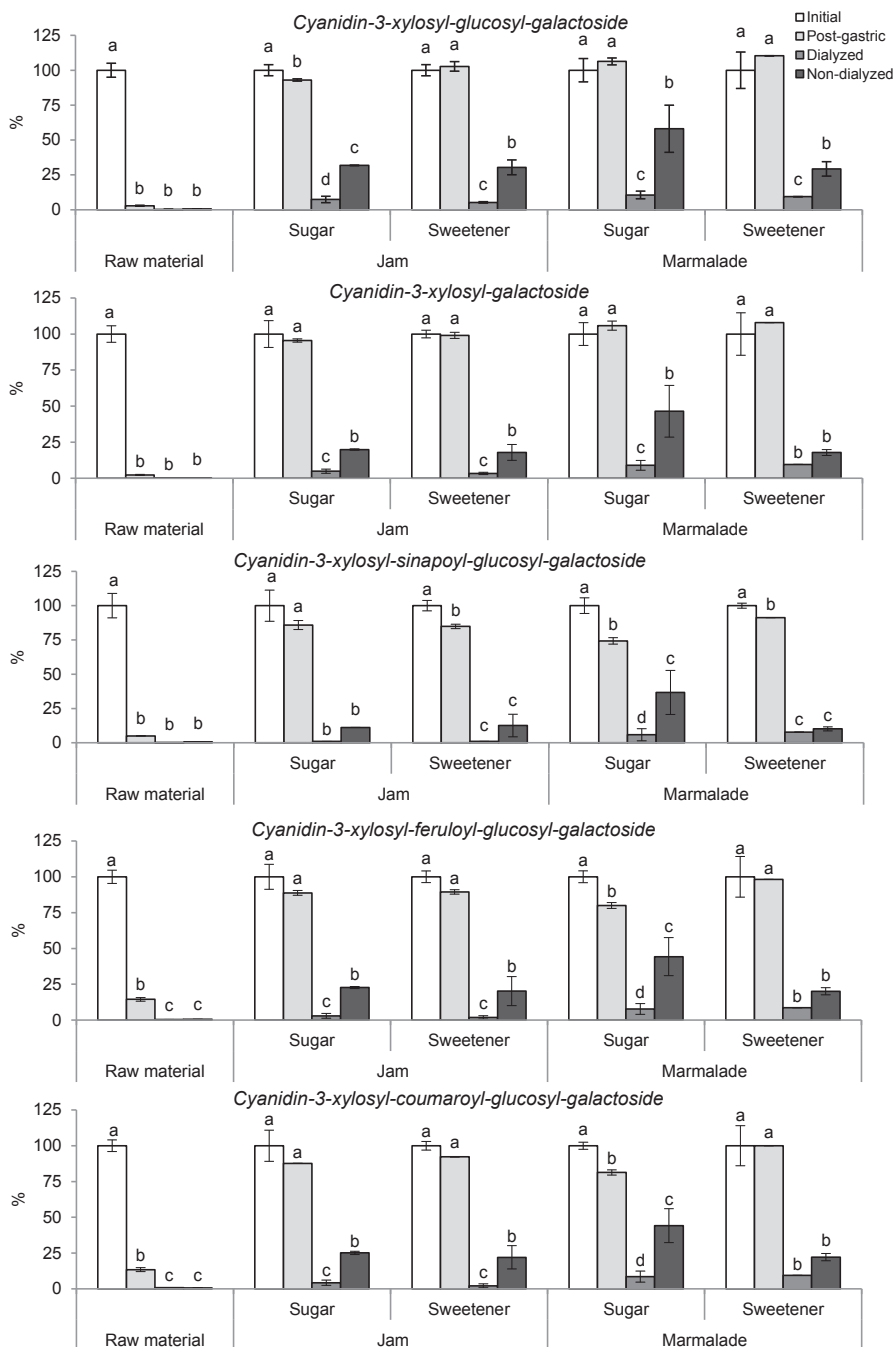 Cyanidin-3-xylosyl-glucosyl-galactoside
Initial
Post-gastric
Dialyzed
Non-dialyzed
%
125
100
75
50
25
0
a b b b a b d c a a c b a a c b a a c b
Sugar Sweetener Sugar Sweetener
Raw material Jam Marmalade
Cyanidin-3-xylosyl-galactoside
%
125
100
75
50
25
0
a b b b a a c b a a c b a a c b a a b b
Sugar Sweetener Sugar Sweetener
Raw material Jam Marmalade
Cyanidin-3-xylosyl-sinapoyl-glucosyl-galactoside
%
125
100
75
50
25
0
a b b b a a b b a b c c a b d c a b c c
Sugar Sweetener Sugar Sweetener
Raw material Jam Marmalade
Cyanidin-3-xylosyl-feruloyl-glucosyl-galactoside
%
125
100
75
50
25
0
a b c c a a c b a a c b a b d c a a b b
Sugar Sweetener Sugar Sweetener
Raw material Jam Marmalade
Cyanidin-3-xylosyl-coumaroyl-glucosyl-galactoside
%
125
100
75
50
25
0
a b c c a a c b a a c b a b d c a a b b
Sugar Sweetener Sugar Sweetener
Raw material Jam Marmalade